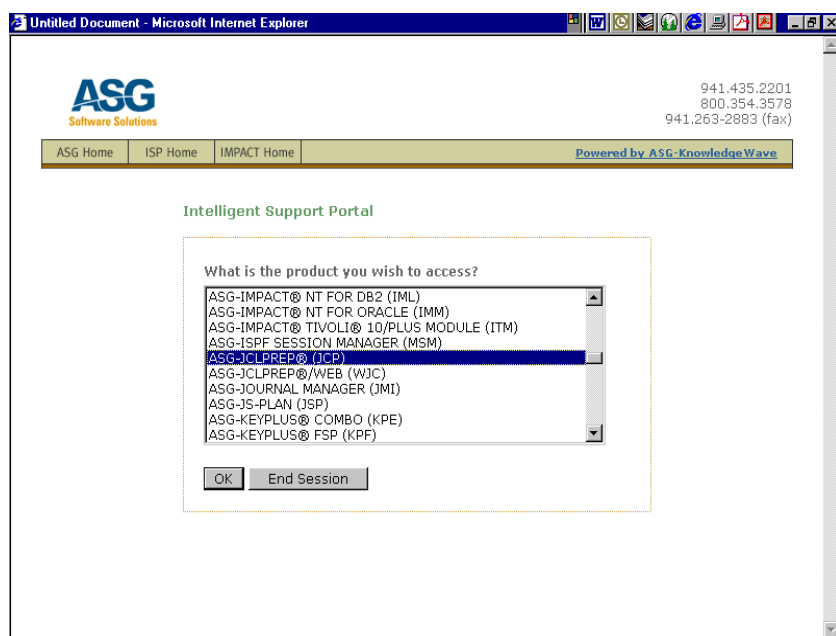 Untitled Document - Microsoft Internet Explorer
ASG
Software Solutions
941.435.2201
800.354.3578
941.263-2883 (fax)
ASG Home ISP Home IMPACT Home Powered by ASG-KnowledgeWave
Intelligent Support Portal
What is the product you wish to access?
ASG-IMPACT® NT FOR DB2 (IML)
ASG-IMPACT® NT FOR ORACLE (IMM)
ASG-IMPACT® TIVOLI® 10/PLUS MODULE (ITM)
ASG-ISPF SESSION MANAGER (MSM)
ASG-JCLPREP® (JCP)
ASG-JCLPREP®/WEB (WJC)
ASG-JOURNAL MANAGER (JMI)
ASG-JS-PLAN (JSP)
ASG-KEYPLUS® COMBO (KPE)
ASG-KEYPLUS® FSP (KPF)
OK End Session